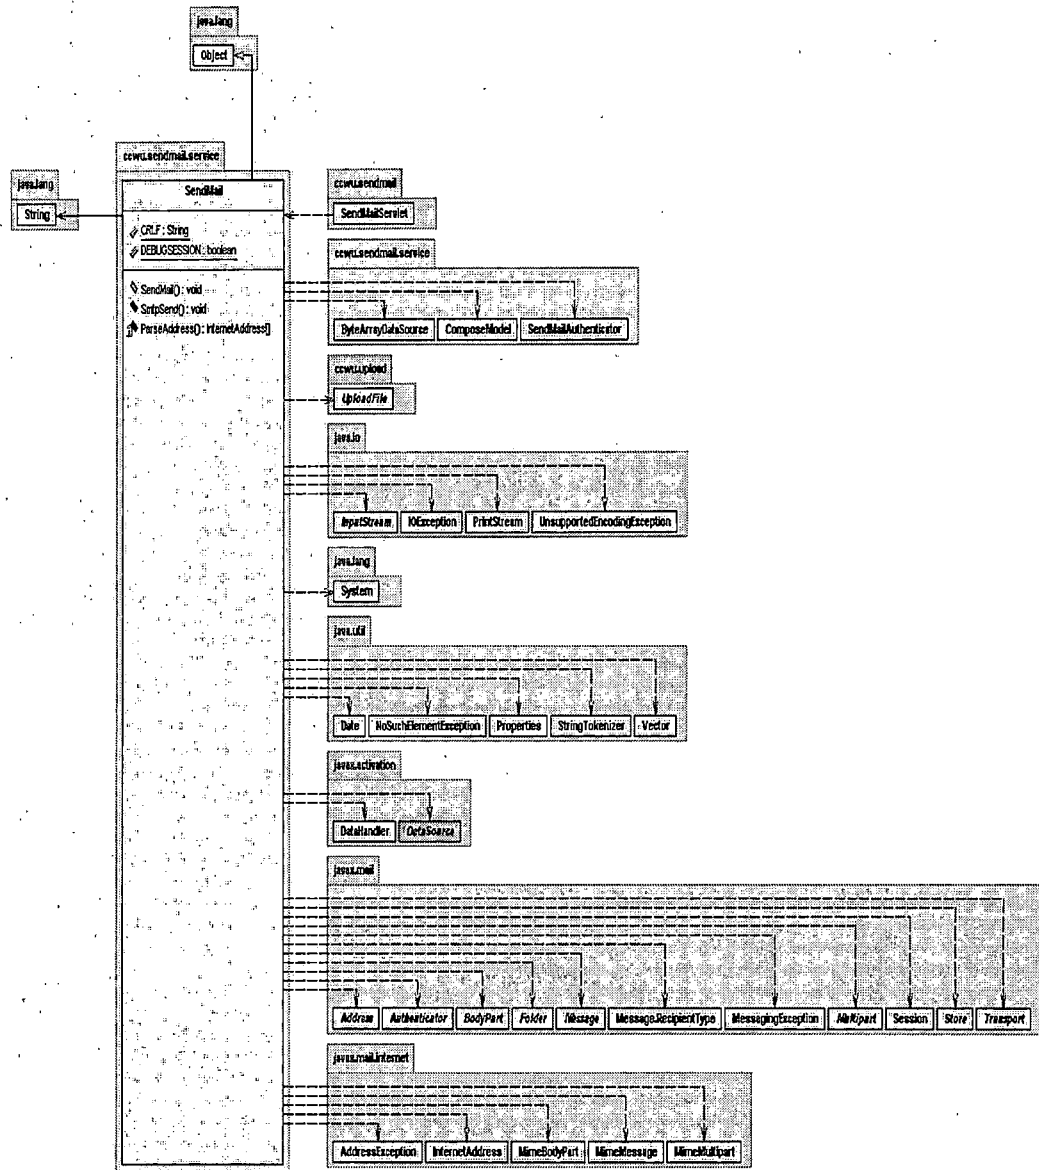 java.lang
Object
ccwu.sendmail.service
java.lang
String
SendMail
CRLF : String
DEBUGSESSION : boolean
SendMail() : void
SmtpSend() : void
ParseAddress() : InternetAddress[]
ccwu.sendmail
SendMailServlet
ccwu.sendmail.service
ByteArrayDataSource ComposeModel SendMailAuthenticator
ccwu.upload
UploadFile
java.io
InputStream IOException PrintStream UnsupportedEncodingException
java.lang
System
java.util
Date NoSuchElementException Properties StringTokenizer Vector
javax.activation
DataHandler DataSource
javax.mail
Address Authenticator BodyPart Folder Message Message.RecipientType MessagingException Multipart Session Store Transport
javax.mail.internet
AddressException InternetAddress MimeBodyPart MimeMessage MimeMultipart